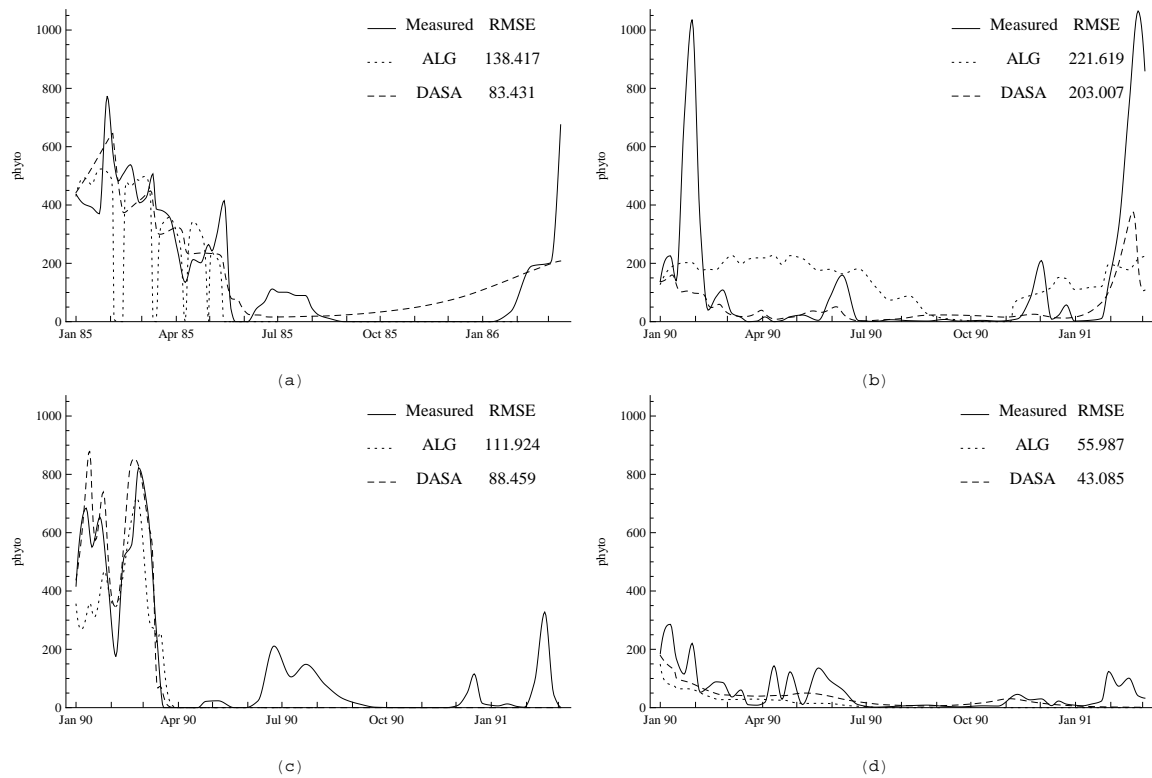 Measured RMSE
ALG 138.417
DASA 83.431
phyto
1000
800
600
400
200
0
Jan 85 Apr 85 Jul 85 Oct 85 Jan 86
(a)
Measured RMSE
ALG 221.619
DASA 203.007
phyto
1000
800
600
400
200
0
Jan 90 Apr 90 Jul 90 Oct 90 Jan 91
(b)
Measured RMSE
ALG 111.924
DASA 88.459
phyto
1000
800
600
400
200
0
Jan 90 Apr 90 Jul 90 Oct 90 Jan 91
(c)
Measured RMSE
ALG 55.987
DASA 43.085
phyto
1000
800
600
400
200
0
Jan 90 Apr 90 Jul 90 Oct 90 Jan 91
(d)